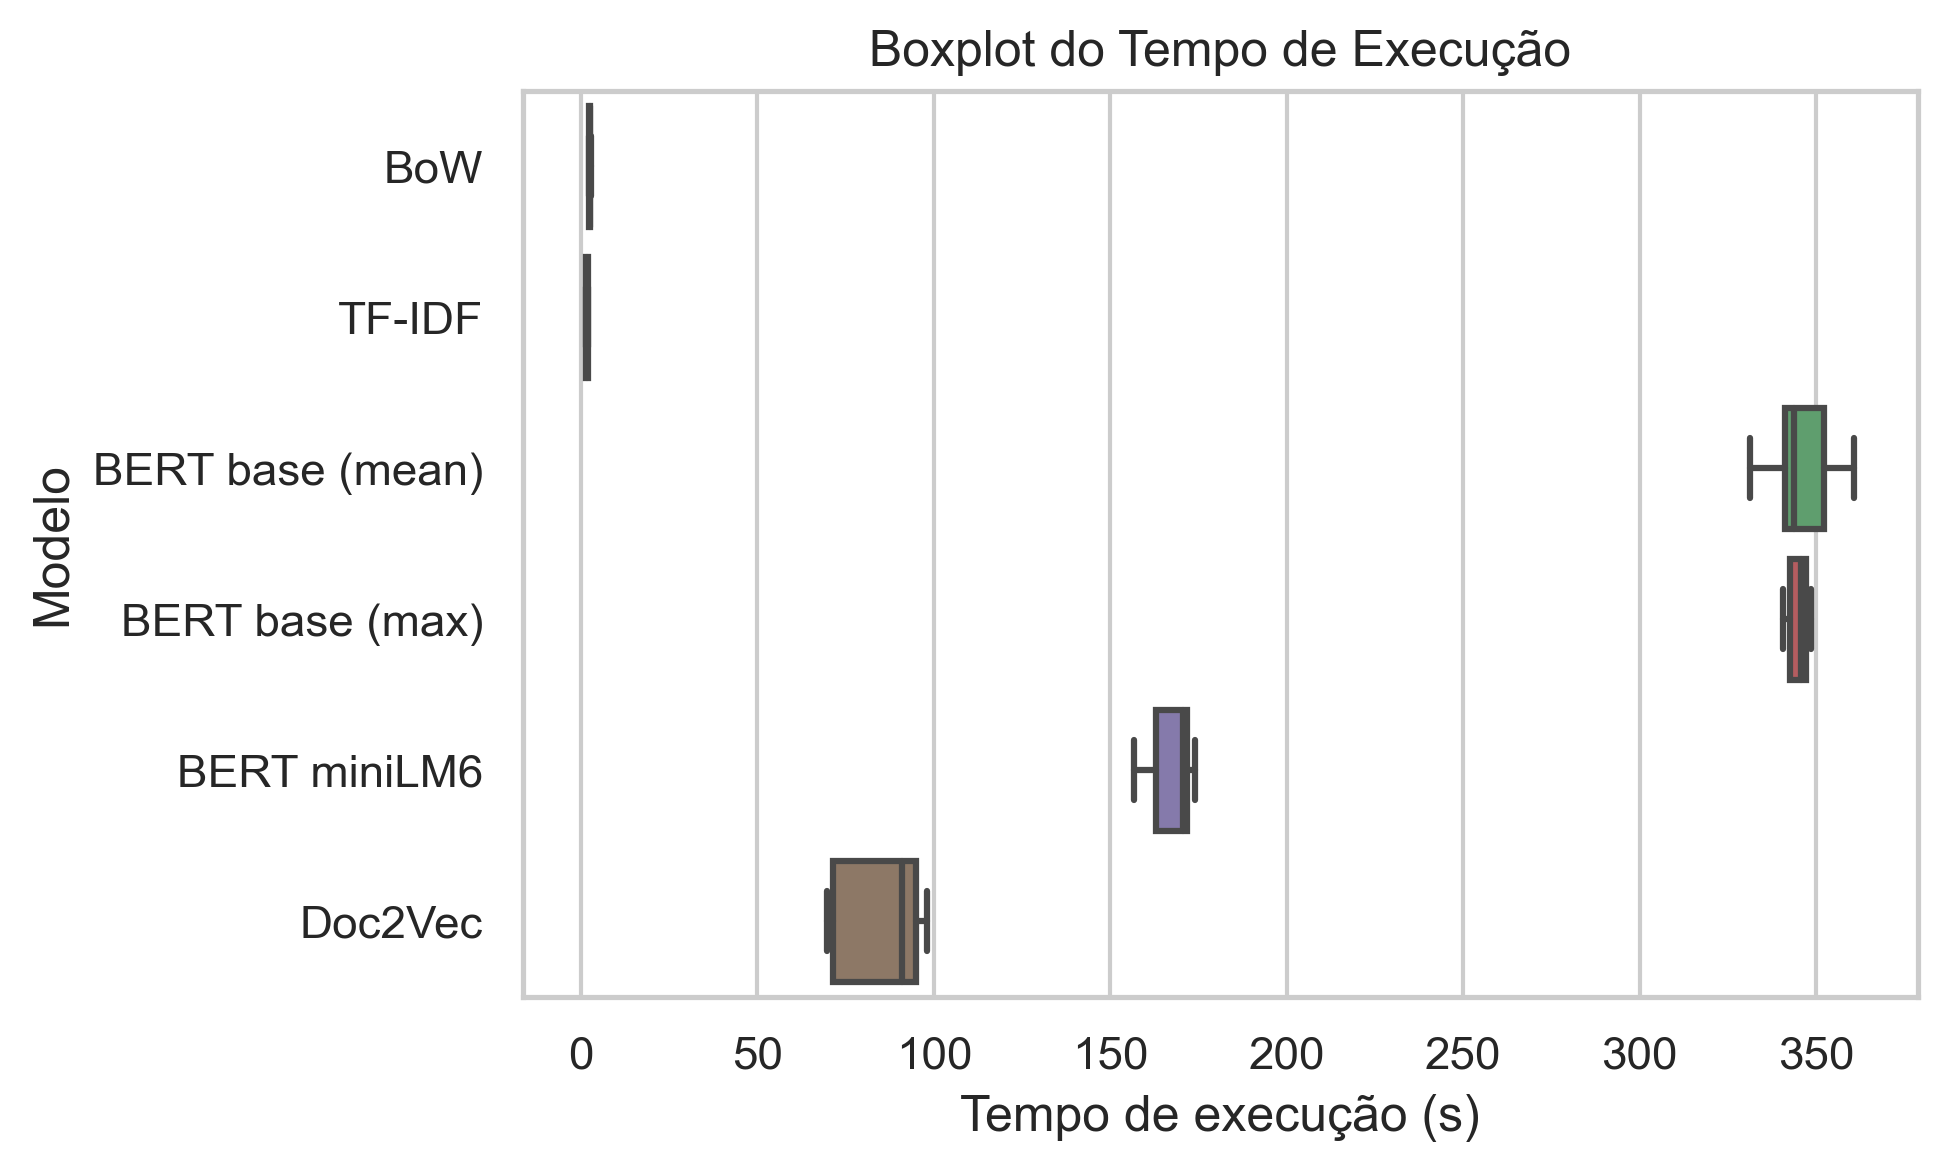 Boxplot do Tempo de Execução
Modelo
BoW
TF-IDF
BERT base (mean)
BERT base (max)
BERT miniLM6
Doc2Vec
0 50 100 150 200 250 300 350
Tempo de execução (s)